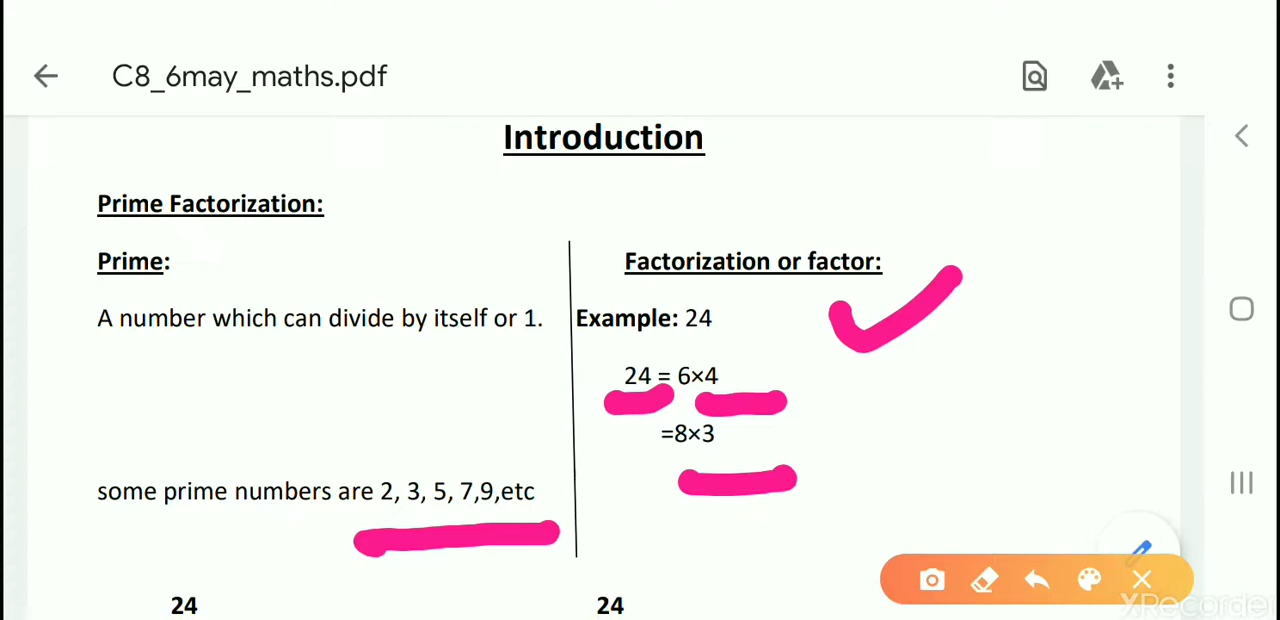 C8_6may_maths.pdf
Introduction
Prime Factorization:
Prime:
A number which can divide by itself or 1.
some prime numbers are 2, 3, 5, 7,9,etc
24
Factorization or factor:
Example: 24
24 = 6×4
=8×3
24
XRecorder